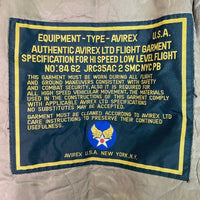 EQUIPMENT-TYPE-AVIREX U.S.A.
AUTHENTIC AVIREX LTD FLIGHT GARMENT
SPECIFICATION FOR HI SPEED LOW LEVEL FLIGHT
NO. 84 62 JRC35AC 2 SMC NYC PB
THIS GARMENT MUST BE WORN DURING ALL FLIGHT
AND GROUND MANEUVERS CONSISTENT WITH SAFETY
AND COMBAT SECURITY, ALSO IT IS REQUIRED FOR
ALL HIGH SPEED VEHICULAR MOVEMENT, THE MATERIALS
USED IN THE CONSTRUCTIONS OF THIS GARMENT COMPLY
WITH APPLICABLE AVIREX LTD STANDARDS AND
NO SUBSTITUTES MAY BE ACCEPTED.
GARMENT MUST BE CLEANED ACCORDING TO AVIREX LTD
CARE INSTRUCTIONS TO PRESERVE THEIR CONTINUED
USEFULNESS.
AVIREX U.S.A. NEW YORK, N.Y.